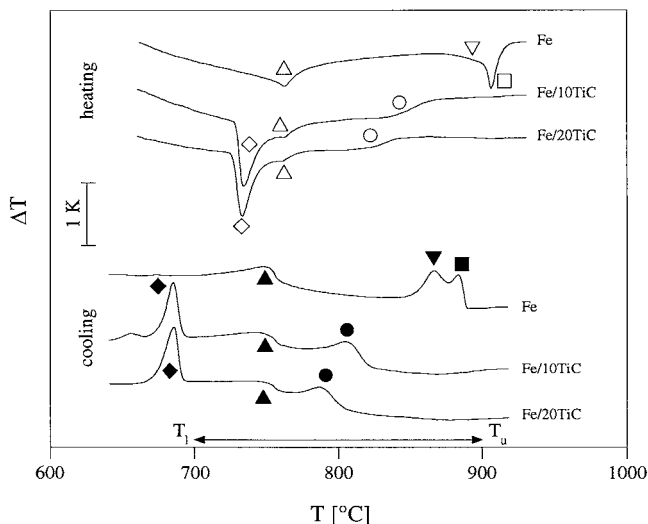 Fe
Fe/10TiC
Fe/20TiC
heating
1 K
ΔT
cooling
Fe
Fe/10TiC
Fe/20TiC
T_l
T_u
600 700 800 900 1000
T [°C]